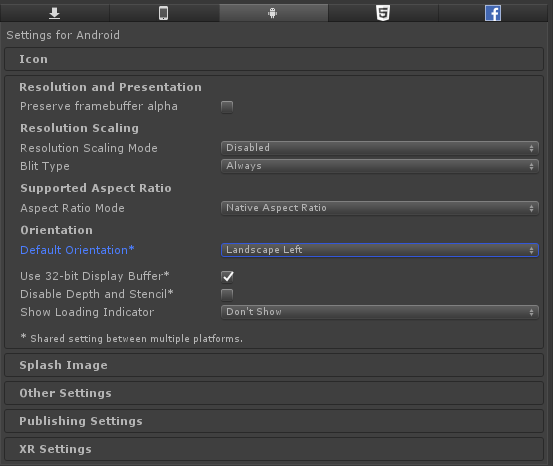 Settings for Android
Icon
Resolution and Presentation
Preserve framebuffer alpha
Resolution Scaling
Resolution Scaling Mode Disabled
Blit Type Always
Supported Aspect Ratio
Aspect Ratio Mode Native Aspect Ratio
Orientation
Default Orientation* Landscape Left
Use 32-bit Display Buffer*
Disable Depth and Stencil*
Show Loading Indicator Don't Show
* Shared setting between multiple platforms.
Splash Image
Other Settings
Publishing Settings
XR Settings